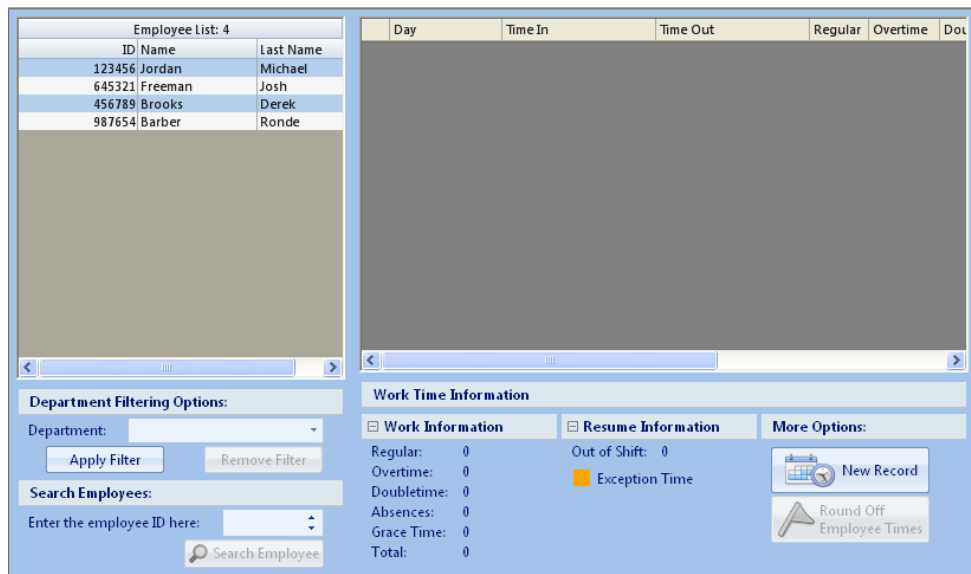 Employee List: 4
ID Name Last Name
123456 Jordan Michael
645321 Freeman Josh
456789 Brooks Derek
987654 Barber Ronde
Department Filtering Options:
Department:
Apply Filter Remove Filter
Search Employees:
Enter the employee ID here:
Search Employee
Day Time In Time Out Regular Overtime Dou
Work Time Information
Work Information
Regular: 0
Overtime: 0
Doubletime: 0
Absences: 0
Grace Time: 0
Total: 0
Resume Information
Out of Shift: 0
Exception Time
More Options:
New Record
Round Off
Employee Times